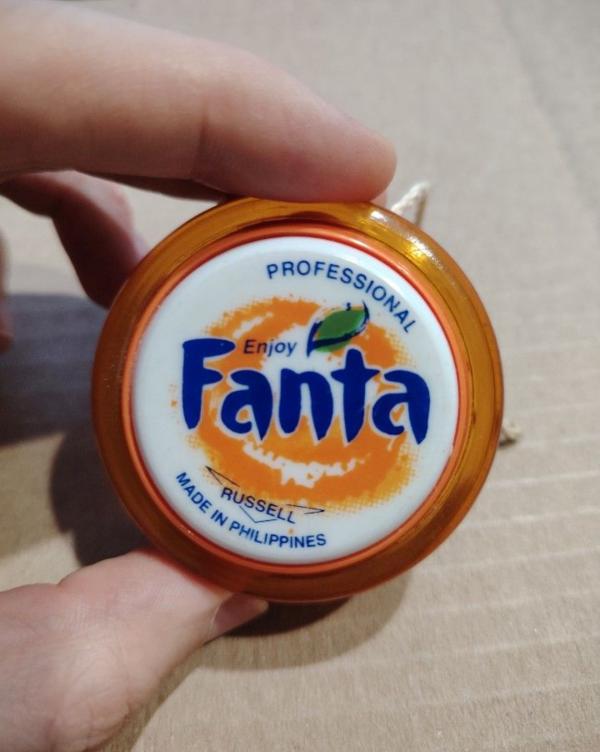 PROFESSIONAL
Enjoy
Fanta
RUSSELL
MADE IN PHILIPPINES